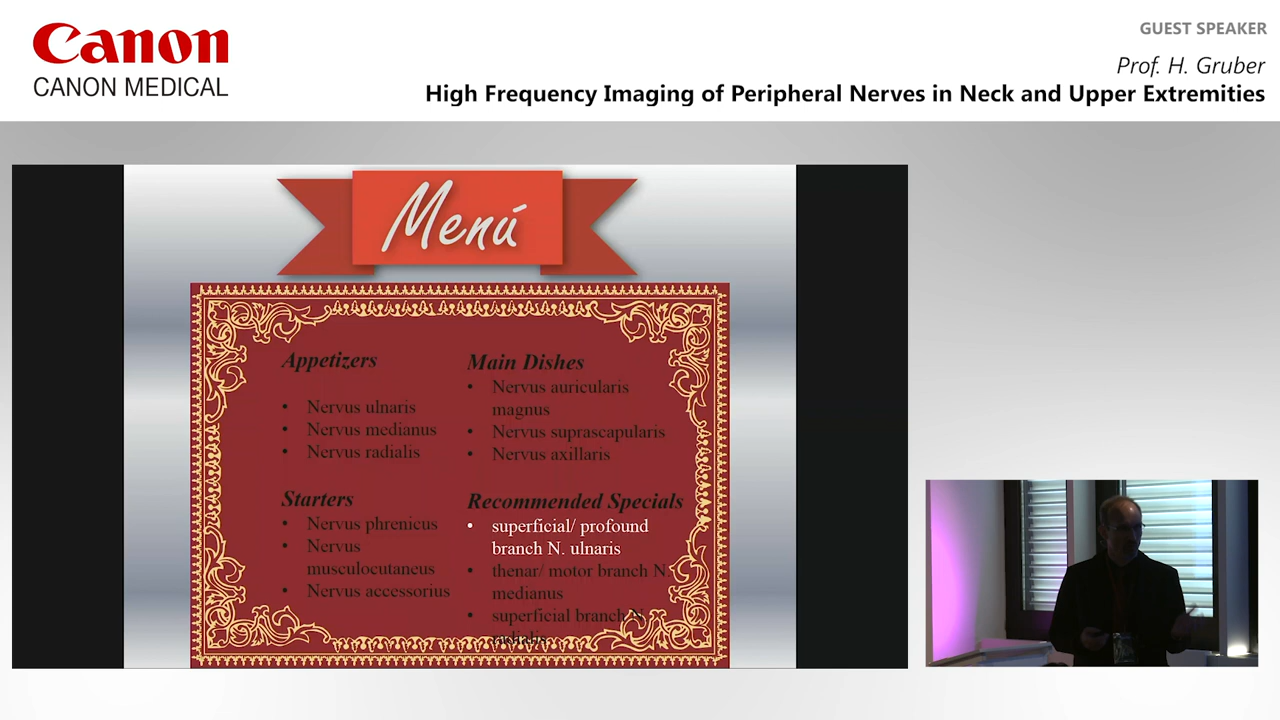 Canon
CANON MEDICAL
GUEST SPEAKER
Prof. H. Gruber
High Frequency Imaging of Peripheral Nerves in Neck and Upper Extremities
Menú
Appetizers
• Nervus ulnaris
• Nervus medianus
• Nervus radialis
Starters
• Nervus phrenicus
• Nervus
musculocutaneus
• Nervus accessorius
Main Dishes
• Nervus auricularis
magnus
• Nervus suprascapularis
• Nervus axillaris
Recommended Specials
• superficial/ profound
branch N. ulnaris
• thenar/ motor branch N.
medianus
• superficial branch N.
radialis